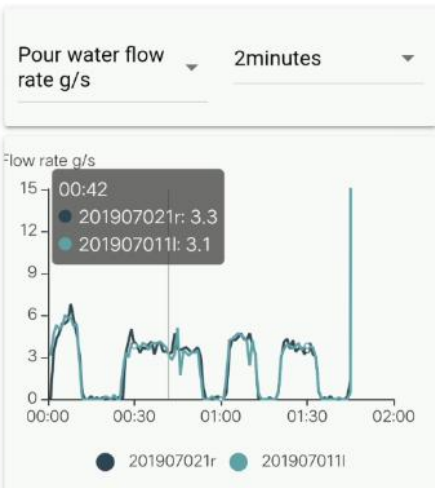 Pour water flow
rate g/s
2minutes
Flow rate g/s
15
00:42
201907021r: 3.3
201907011l: 3.1
12
9
6
3
0
00:00
00:30
01:00
01:30
02:00
201907021r
201907011l